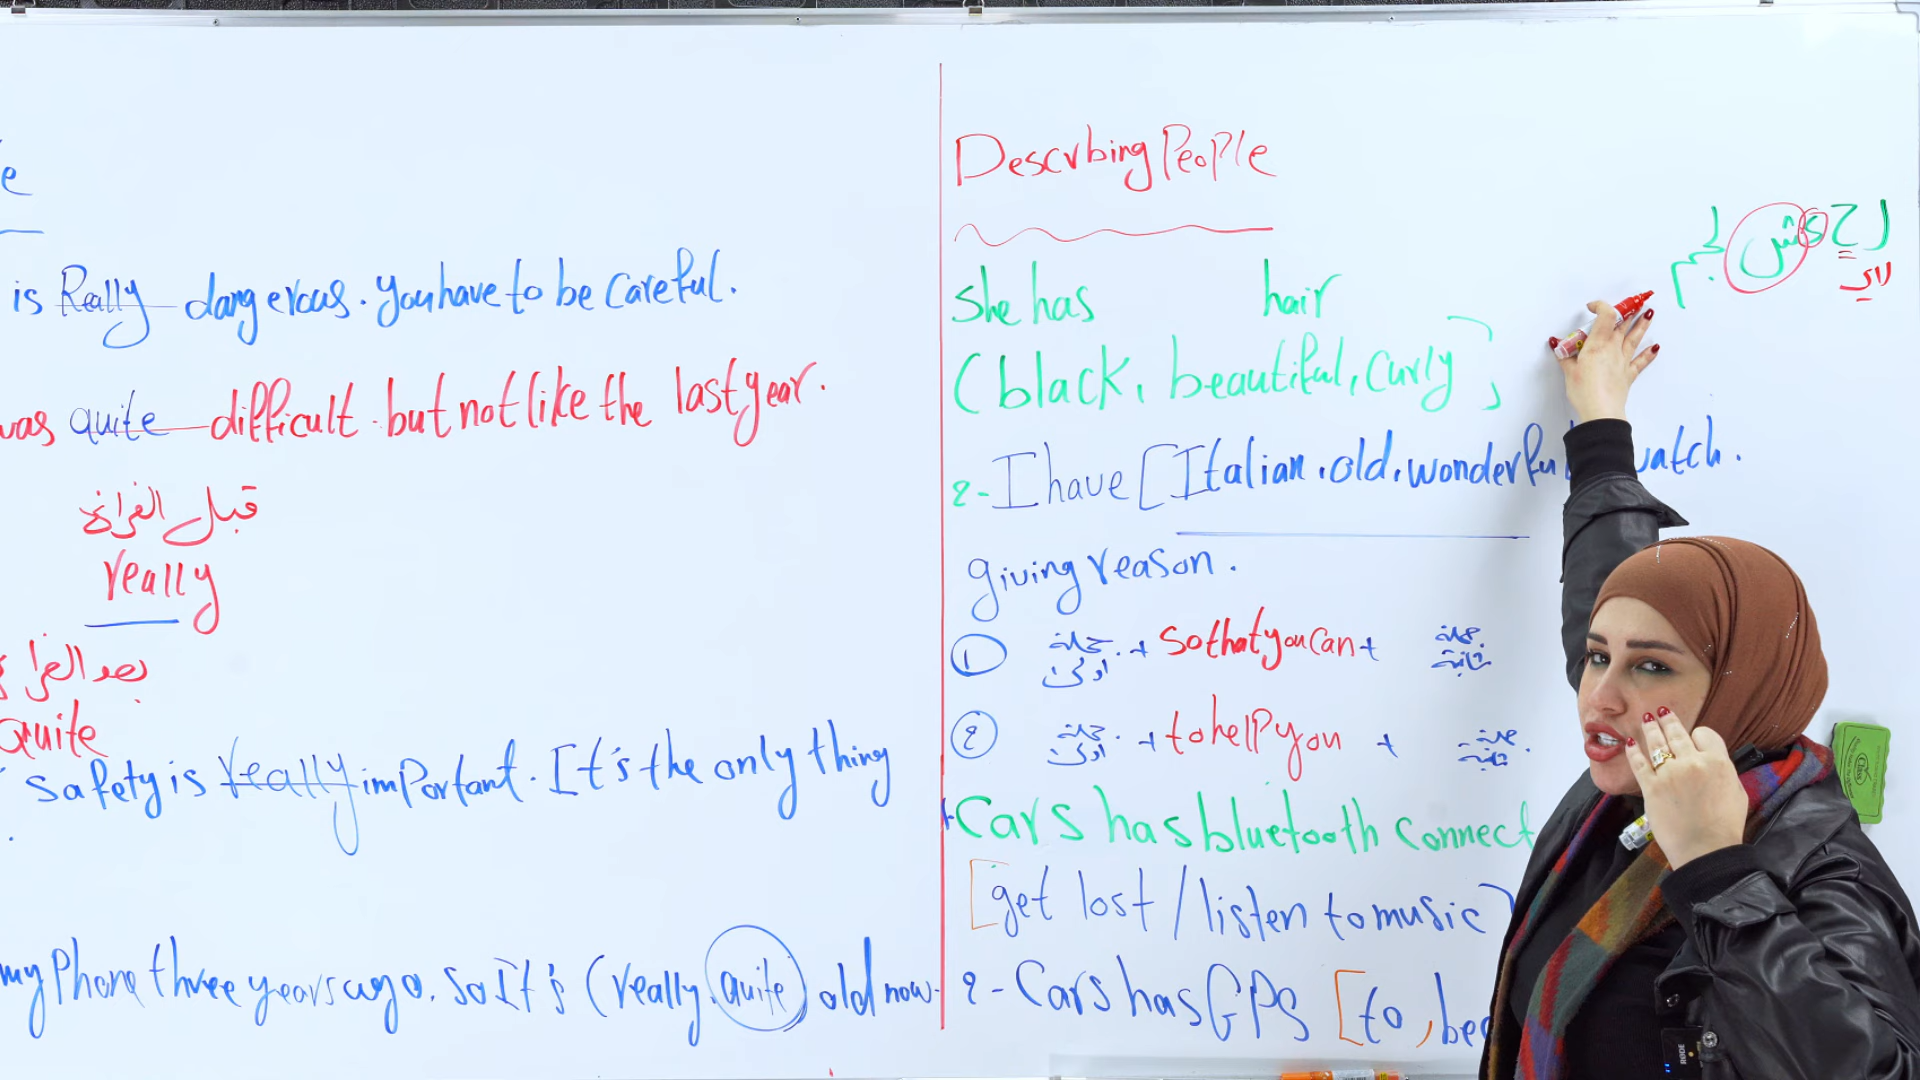 e
is Really dangerous. you have to be careful.
was quite difficult. but not like the last year.
قبل الفراغ
really
بعد الفراغ
quite
safety is really important. It's the only thing
my Phone three years ago. So It's (really, quite) old now.
Descrbing People
she has hair
(black, beautiful, curly)
2- I have [Italian, old, wonderful watch.
giving reason.
① جملة اولى + so that you can + جملة ثانية
② جملة اولى + to help you + جملة ثانية
Cars has bluetooth connect
[get lost / listen to music]
2- Cars has GPS [to, bec
راي